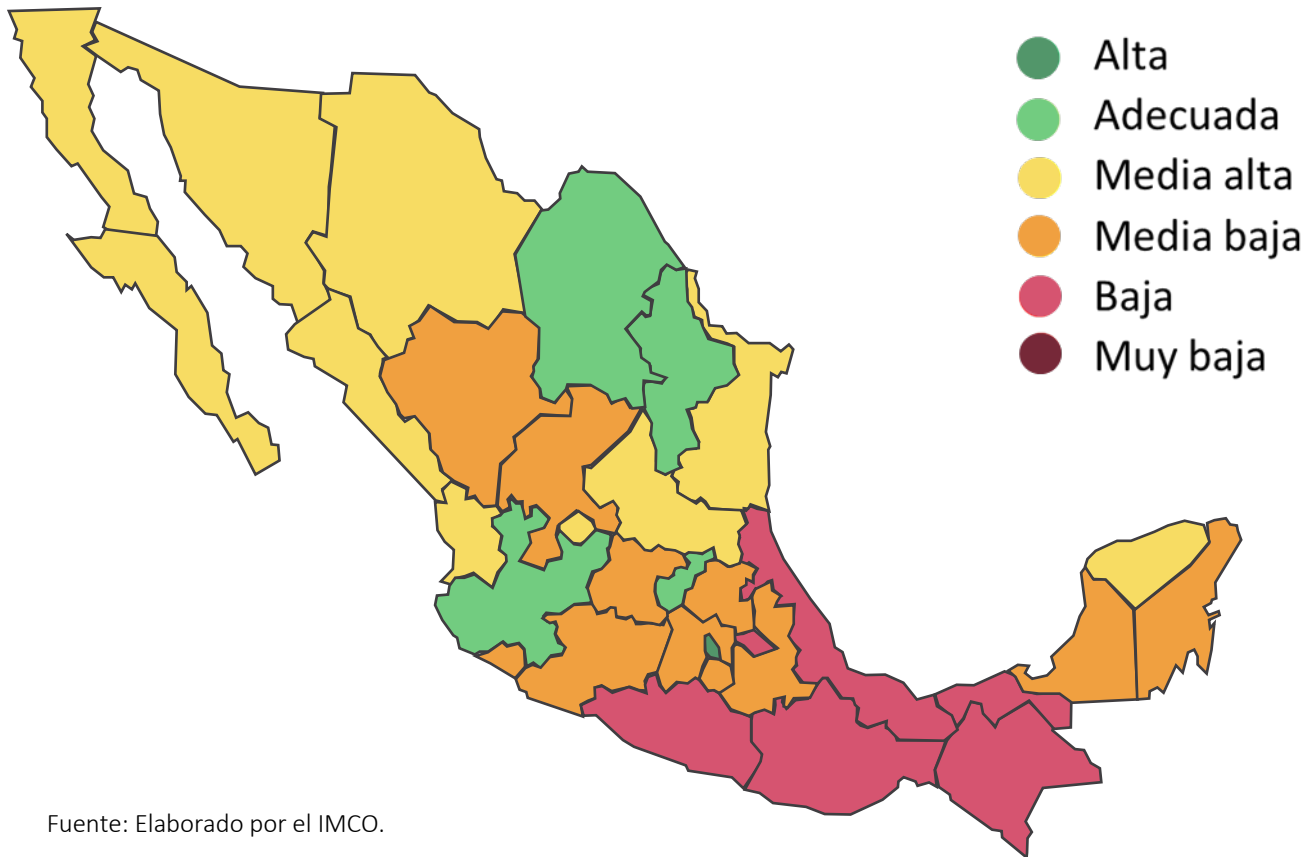 Alta
Adecuada
Media alta
Media baja
Baja
Muy baja
Fuente: Elaborado por el IMCO.